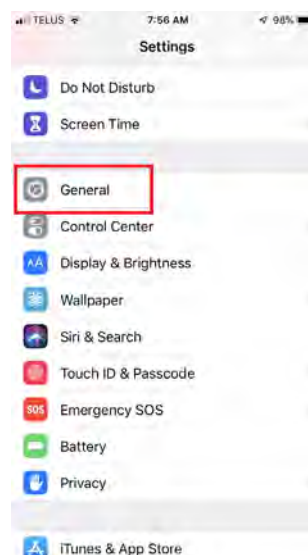 TELUS 7:56 AM 98%
Settings
Do Not Disturb
Screen Time
General
Control Center
AA Display & Brightness
Wallpaper
Siri & Search
Touch ID & Passcode
SOS Emergency SOS
Battery
Privacy
iTunes & App Store